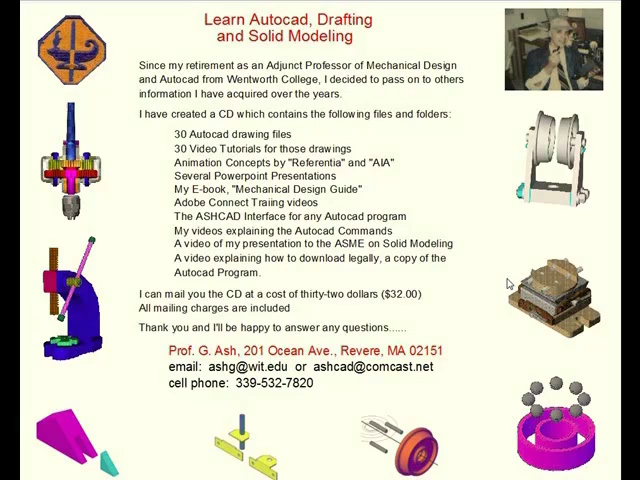 Learn Autocad, Drafting
and Solid Modeling
Since my retirement as an Adjunct Professor of Mechanical Design
and Autocad from Wentworth College, I decided to pass on to others
information I have acquired over the years.
I have created a CD which contains the following files and folders:
30 Autocad drawing files
30 Video Tutorials for those drawings
Animation Concepts by "Referentia" and "AIA"
Several Powerpoint Presentations
My E-book, "Mechanical Design Guide"
Adobe Connect Traiing videos
The ASHCAD Interface for any Autocad program
My videos explaining the Autocad Commands
A video of my presentation to the ASME on Solid Modeling
A video explaining how to download legally, a copy of the
Autocad Program.
I can mail you the CD at a cost of thirty-two dollars ($32.00)
All mailing charges are included
Thank you and I'll be happy to answer any questions......
Prof. G. Ash, 201 Ocean Ave., Revere, MA 02151
email: ashg@wit.edu or ashcad@comcast.net
cell phone: 339-532-7820